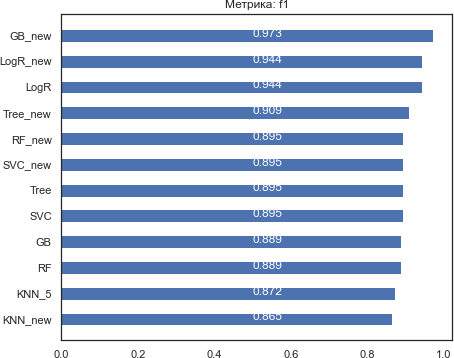 Метрика: f1
GB_new 0.973
LogR_new 0.944
LogR 0.944
Tree_new 0.909
RF_new 0.895
SVC_new 0.895
Tree 0.895
SVC 0.895
GB 0.889
RF 0.889
KNN_5 0.872
KNN_new 0.865
0.0 0.2 0.4 0.6 0.8 1.0